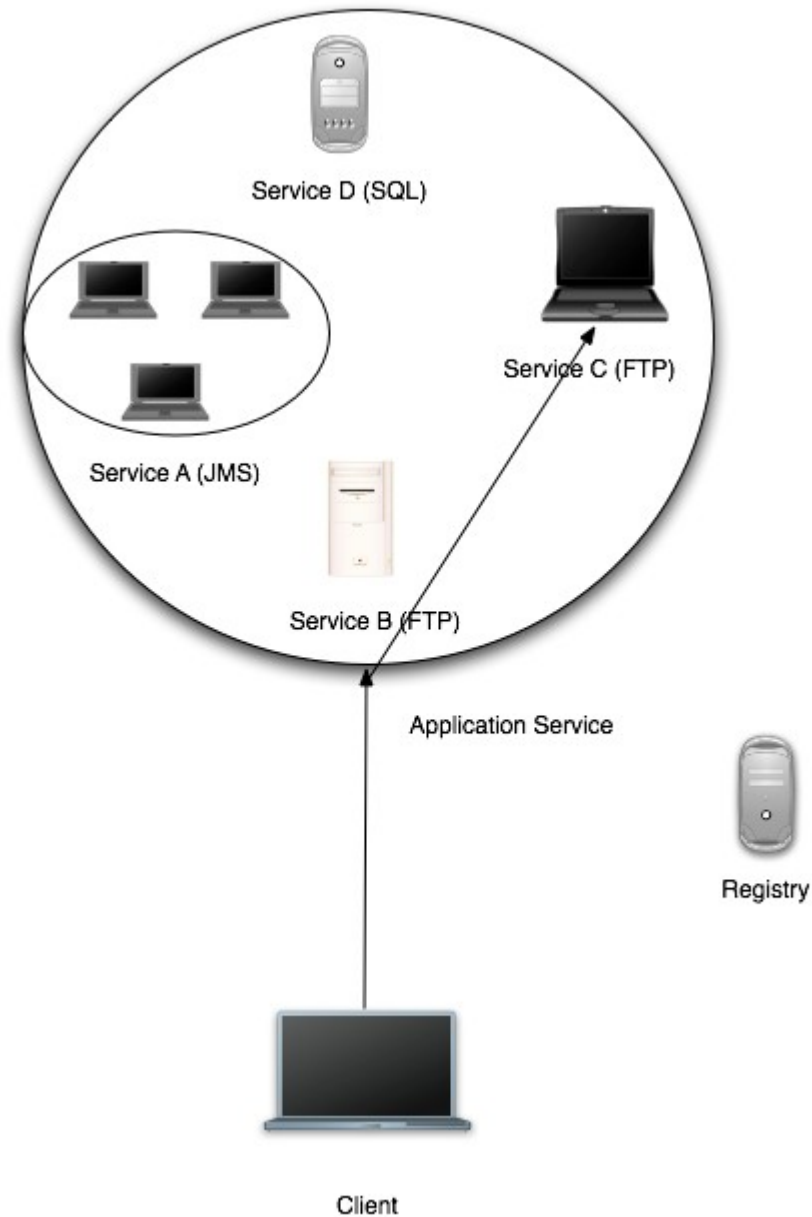 Service D (SQL)
Service C (FTP)
Service A (JMS)
Service B (FTP)
Application Service
Registry
Client